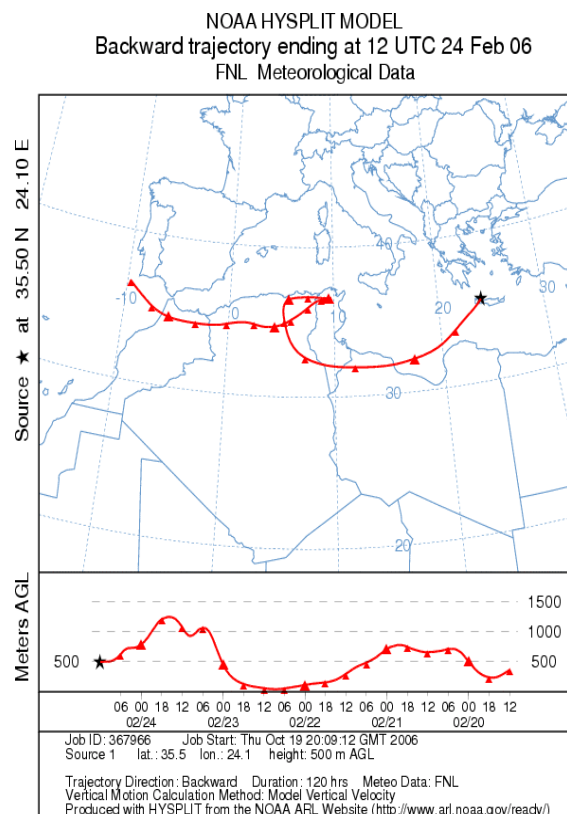 NOAA HYSPLIT MODEL
Backward trajectory ending at 12 UTC 24 Feb 06
FNL Meteorological Data
Source ★ at 35.50 N 24.10 E
40
-10
0
20
30
30
20
Meters AGL
500
1500
1000
500
06 00 18 12 06 00 18 12 06 00 18 12 06 00 18 12 06 00 18 12
02/24 02/23 02/22 02/21 02/20
Job ID: 367966 Job Start: Thu Oct 19 20:09:12 GMT 2006
Source 1 lat.: 35.5 lon.: 24.1 height: 500 m AGL
Trajectory Direction: Backward Duration: 120 hrs Meteo Data: FNL
Vertical Motion Calculation Method: Model Vertical Velocity
Produced with HYSPLIT from the NOAA ARL Website (http://www.arl.noaa.gov/ready/)